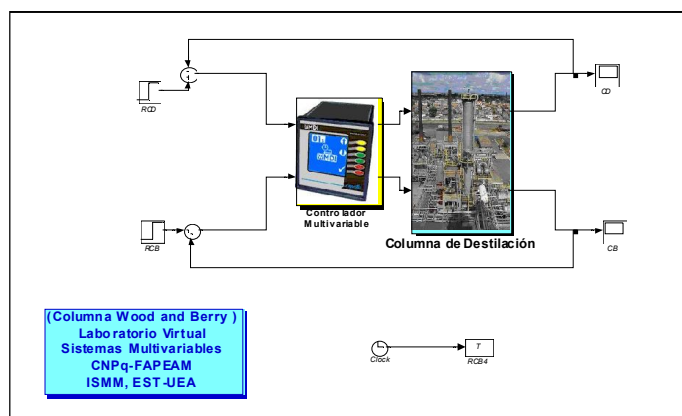 RCD
CD
Controlador
Multivariable
Columna de Destilación
RCB
CB
(Columna Wood and Berry )
Laboratorio Virtual
Sistemas Multivariables
CNPq-FAPEAM
ISMM, EST-UEA
Clock
T
RCB4